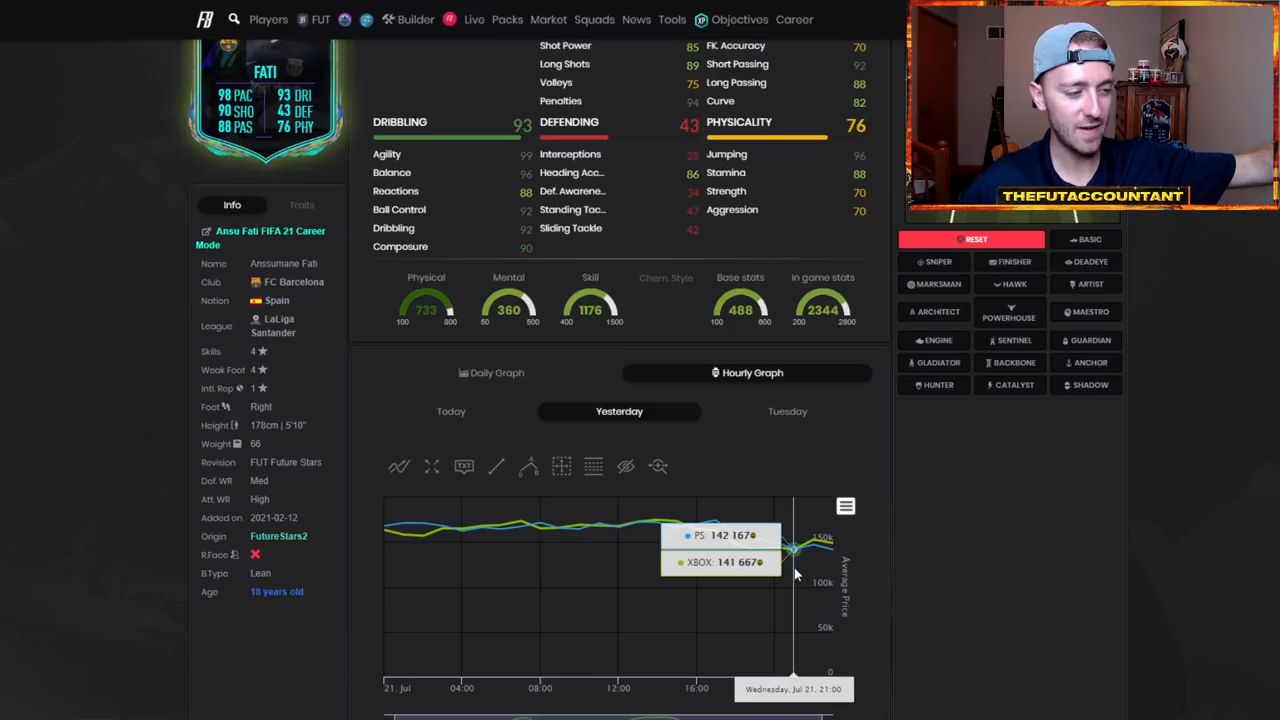 F8 Players FUT Builder Live Packs Market Squads News Tools XP Objectives Career
FATI
98 PAC 93 DRI
90 SHO 43 DEF
88 PAS 76 PHY
Shot Power 85
Long Shots 89
Volleys 75
Penalties 94
FK. Accuracy 70
Short Passing 92
Long Passing 88
Curve 82
DRIBBLING 93
Agility 99
Balance 96
Reactions 88
Ball Control 92
Dribbling 92
Composure 90
DEFENDING 43
Interceptions 28
Heading Acc... 86
Def. Awarene... 34
Standing Tac... 47
Sliding Tackle 42
PHYSICALITY 76
Jumping 96
Stamina 88
Strength 70
Aggression 70
THEFUTACCOUNTANT
Info Traits
Ansu Fati FIFA 21 Career
Mode
Name Anssumane Fati
Club FC Barcelona
Nation Spain
League LaLiga
Santander
Skills 4
Weak Foot 4
Intl. Rep 1
Foot Right
Height 178cm | 5'10"
Weight 66
Revision FUT Future Stars
Def. WR Med
Att. WR High
Added on 2021-02-12
Origin FutureStars2
R.Face
B.Type Lean
Age 18 years old
Physical Mental Skill Chem. Style Base stats In game stats
733 360 1176 488 2344
100 800 50 500 400 1500 100 600 200 2800
RESET BASIC
SNIPER FINISHER DEADEYE
MARKSMAN HAWK ARTIST
ARCHITECT POWERHOUSE MAESTRO
ENGINE SENTINEL GUARDIAN
GLADIATOR BACKBONE ANCHOR
HUNTER CATALYST SHADOW
Daily Graph Hourly Graph
Today Yesterday Tuesday
TXT
PS: 142 167
XBOX: 141 667
150k
100k
50k
0
Average Price
21. Jul 04:00 08:00 12:00 16:00
Wednesday, Jul 21, 21:00